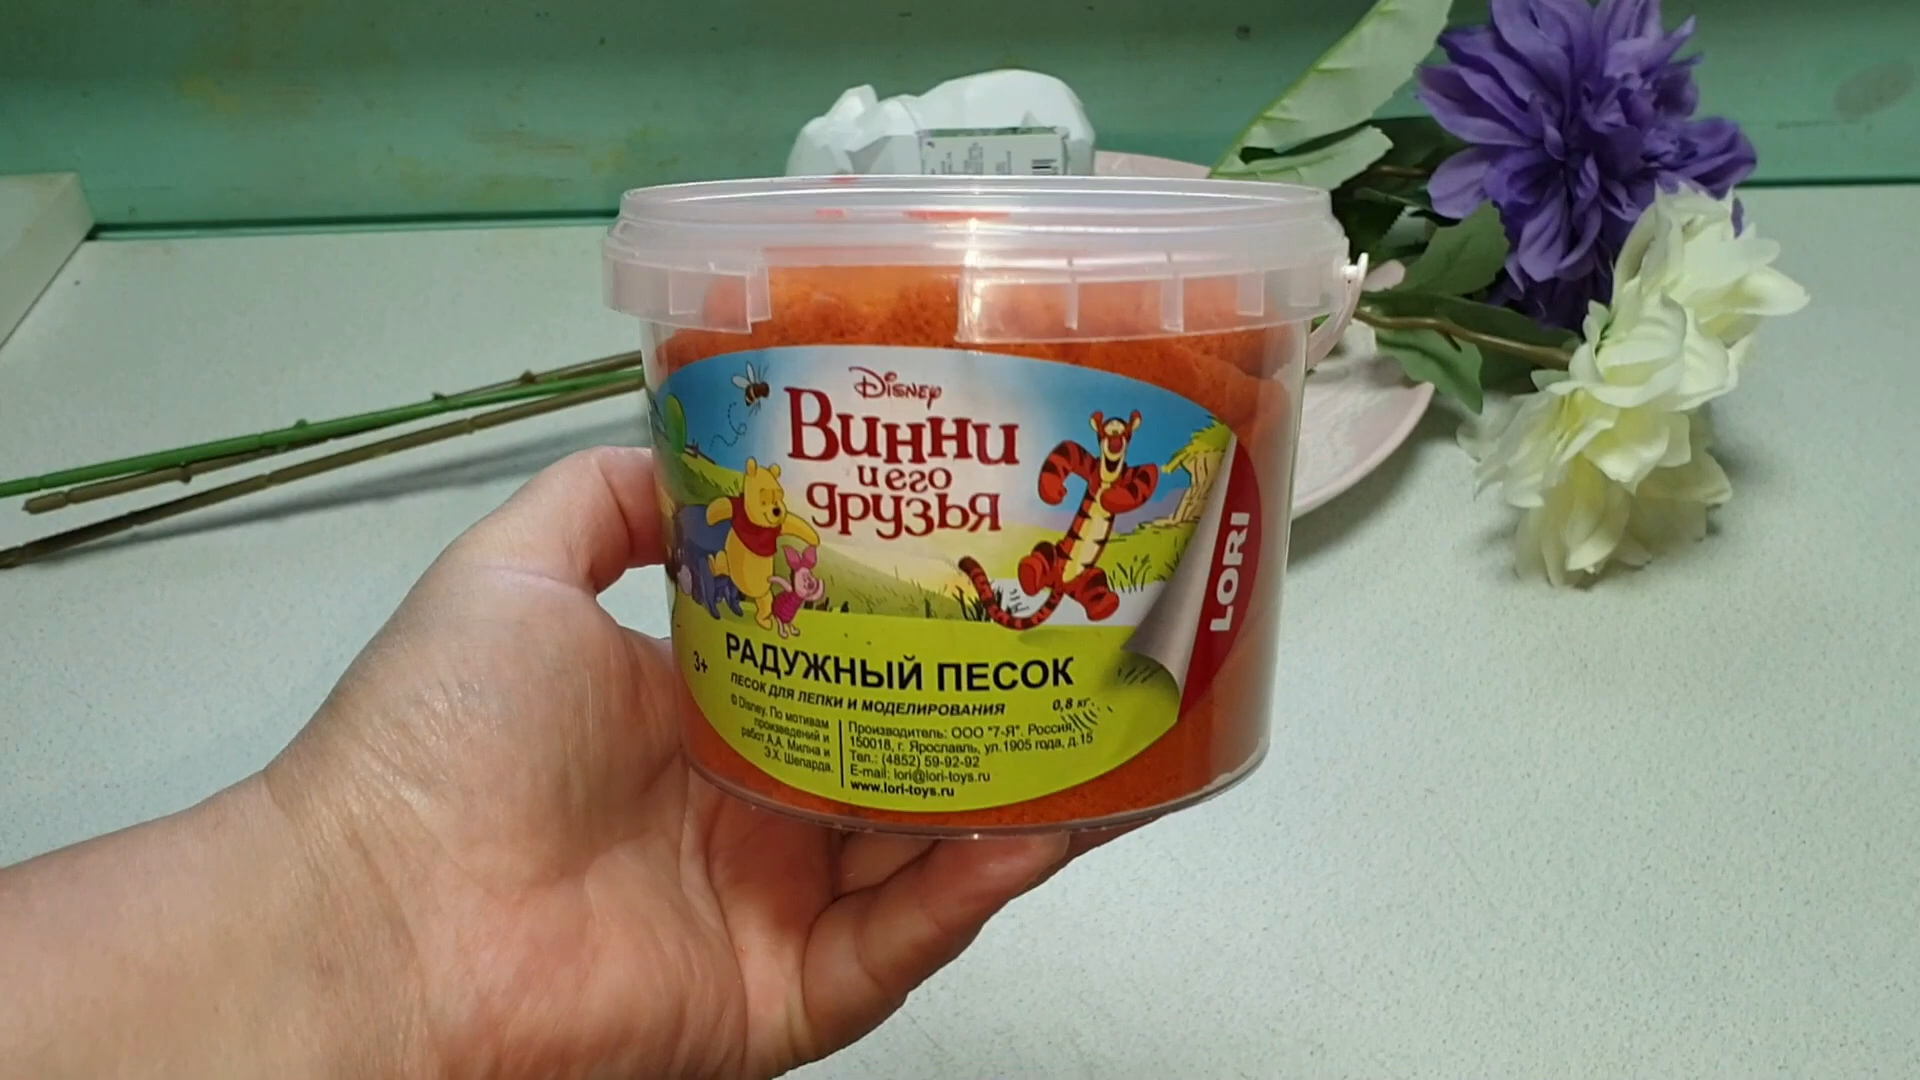 Disney
Винни
и его
друзья
LORI
3+
РАДУЖНЫЙ ПЕСОК
ПЕСОК ДЛЯ ЛЕПКИ И МОДЕЛИРОВАНИЯ
0,8 кг.
© Disney. По мотивам
произведений и
работ А.А. Милна и
Э.Х. Шепарда.
Производитель: ООО "7-Я". Россия,
150018, г. Ярославль, ул.1905 года, д.15
Тел.: (4852) 59-92-92
E-mail: lori@lori-toys.ru
www.lori-toys.ru